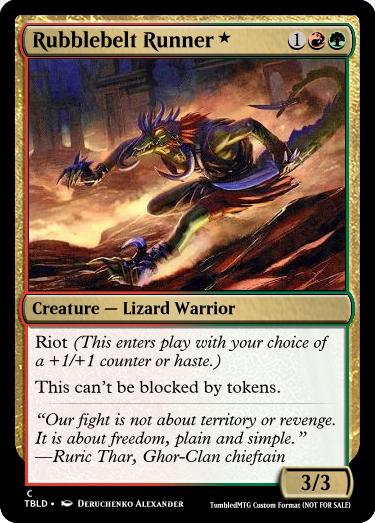 Rubblebelt Runner ★ 1
Creature — Lizard Warrior
Riot (This enters play with your choice of
a +1/+1 counter or haste.)
This can't be blocked by tokens.
“Our fight is not about territory or revenge.
It is about freedom, plain and simple.”
—Ruric Thar, Ghor-Clan chieftain
3/3
C
TBLD • Deruchenko Alexander
TumbledMTG Custom Format (NOT FOR SALE)